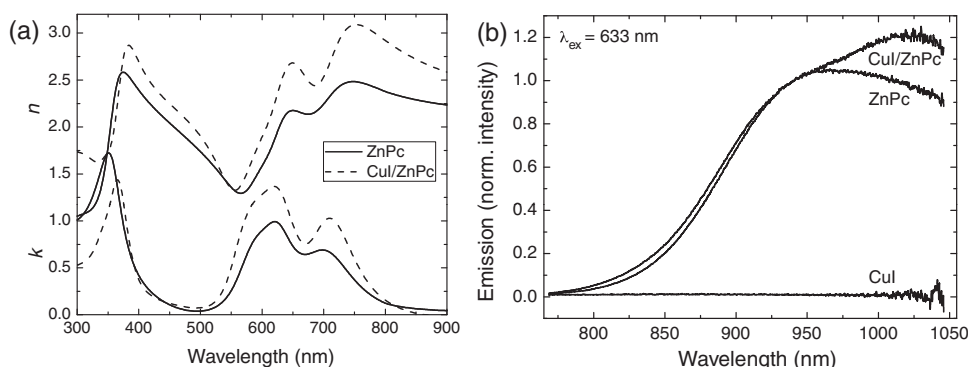 (a)
3.0
2.5
2.0
n
1.5
1.0
k
0.5
0.0
ZnPc
CuI/ZnPc
300 400 500 600 700 800 900
Wavelength (nm)
(b)
λex = 633 nm
1.2
1.0
0.8
0.6
0.4
0.2
0.0
Emission (norm. intensity)
CuI/ZnPc
ZnPc
CuI
800 850 900 950 1000 1050
Wavelength (nm)